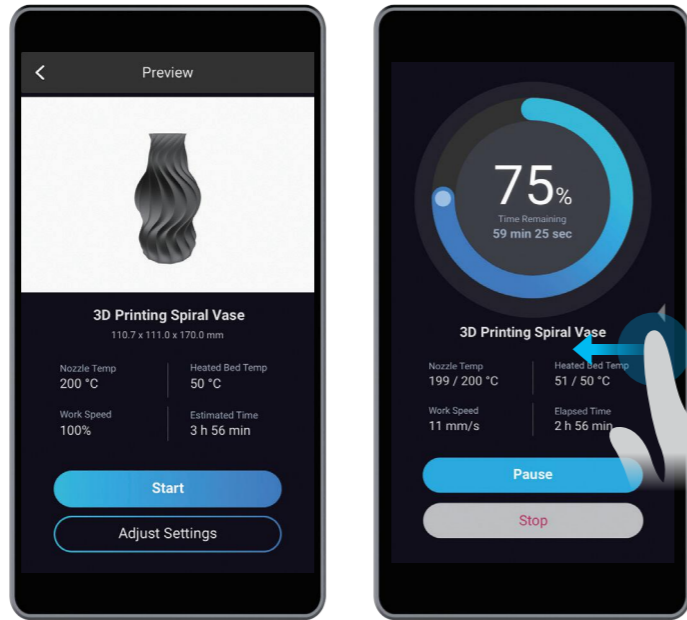 Preview
3D Printing Spiral Vase
110.7 x 111.0 x 170.0 mm
Nozzle Temp
200 °C
Heated Bed Temp
50 °C
Work Speed
100%
Estimated Time
3 h 56 min
Start
Adjust Settings
75%
Time Remaining
59 min 25 sec
3D Printing Spiral Vase
Nozzle Temp
199 / 200 °C
Heated Bed Temp
51 / 50 °C
Work Speed
11 mm/s
Elapsed Time
2 h 56 min
Pause
Stop